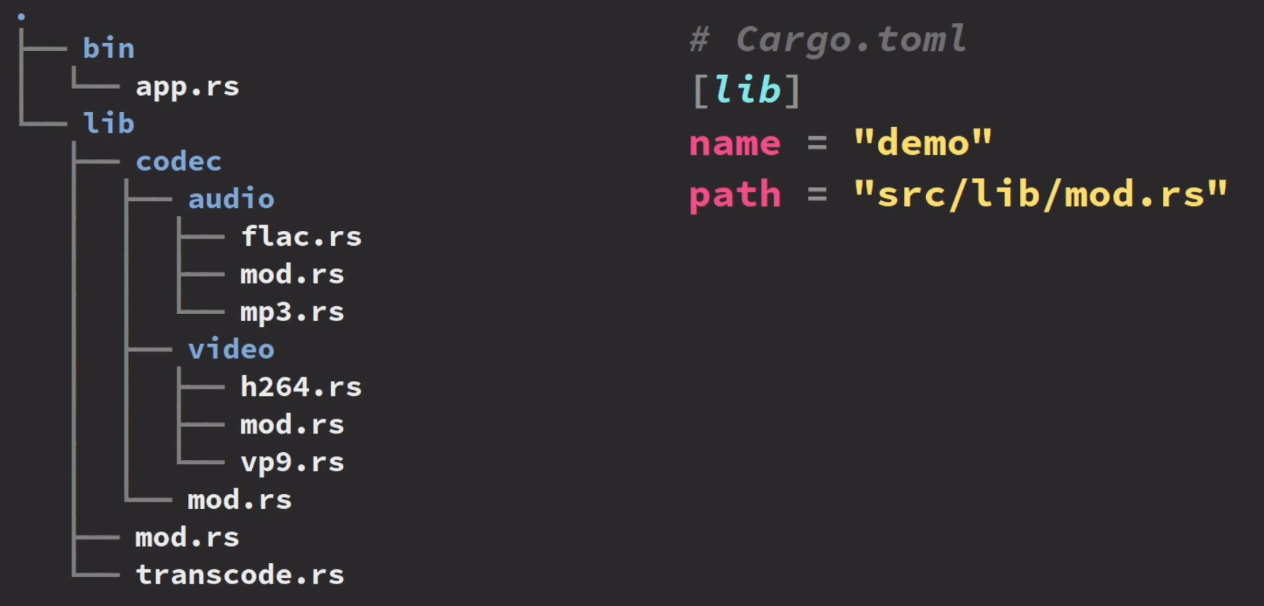 .
├── bin
│   └── app.rs
└── lib
    ├── codec
    │   ├── audio
    │   │   ├── flac.rs
    │   │   ├── mod.rs
    │   │   └── mp3.rs
    │   ├── video
    │   │   ├── h264.rs
    │   │   ├── mod.rs
    │   │   └── vp9.rs
    │   └── mod.rs
    ├── mod.rs
    └── transcode.rs
# Cargo.toml
[lib]
name = "demo"
path = "src/lib/mod.rs"